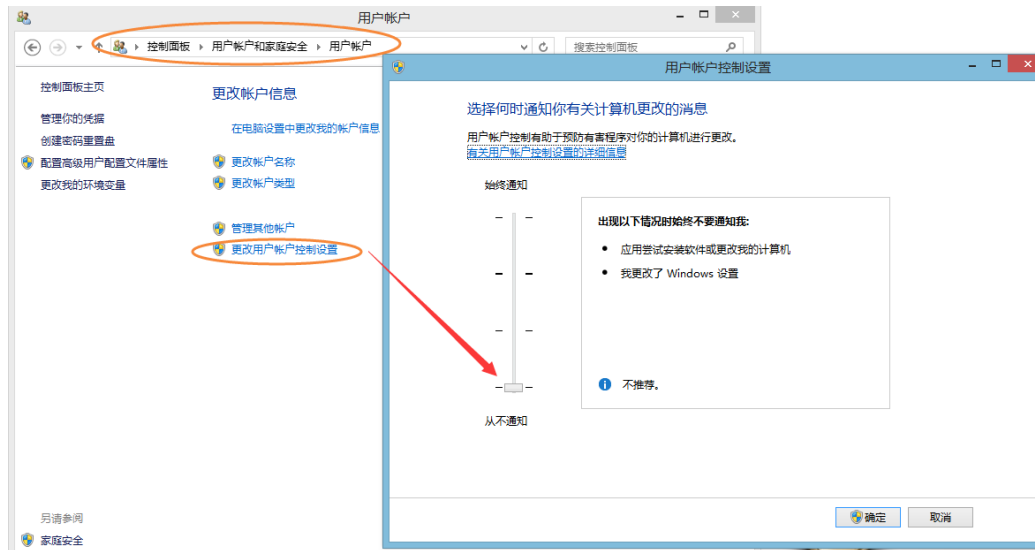 用户帐户
控制面板 用户帐户和家庭安全 用户帐户
搜索控制面板
控制面板主页
管理你的凭据
创建密码重置盘
配置高级用户配置文件属性
更改我的环境变量
更改帐户信息
在电脑设置中更改我的帐户信息
更改帐户名称
更改帐户类型
管理其他帐户
更改用户帐户控制设置
另请参阅
家庭安全
用户帐户控制设置
选择何时通知你有关计算机更改的消息
用户帐户控制有助于预防有害程序对你的计算机进行更改。
有关用户帐户控制设置的详细信息
始终通知
出现以下情况时始终不要通知我:
应用尝试安装软件或更改我的计算机
我更改了 Windows 设置
不推荐。
从不通知
确定 取消